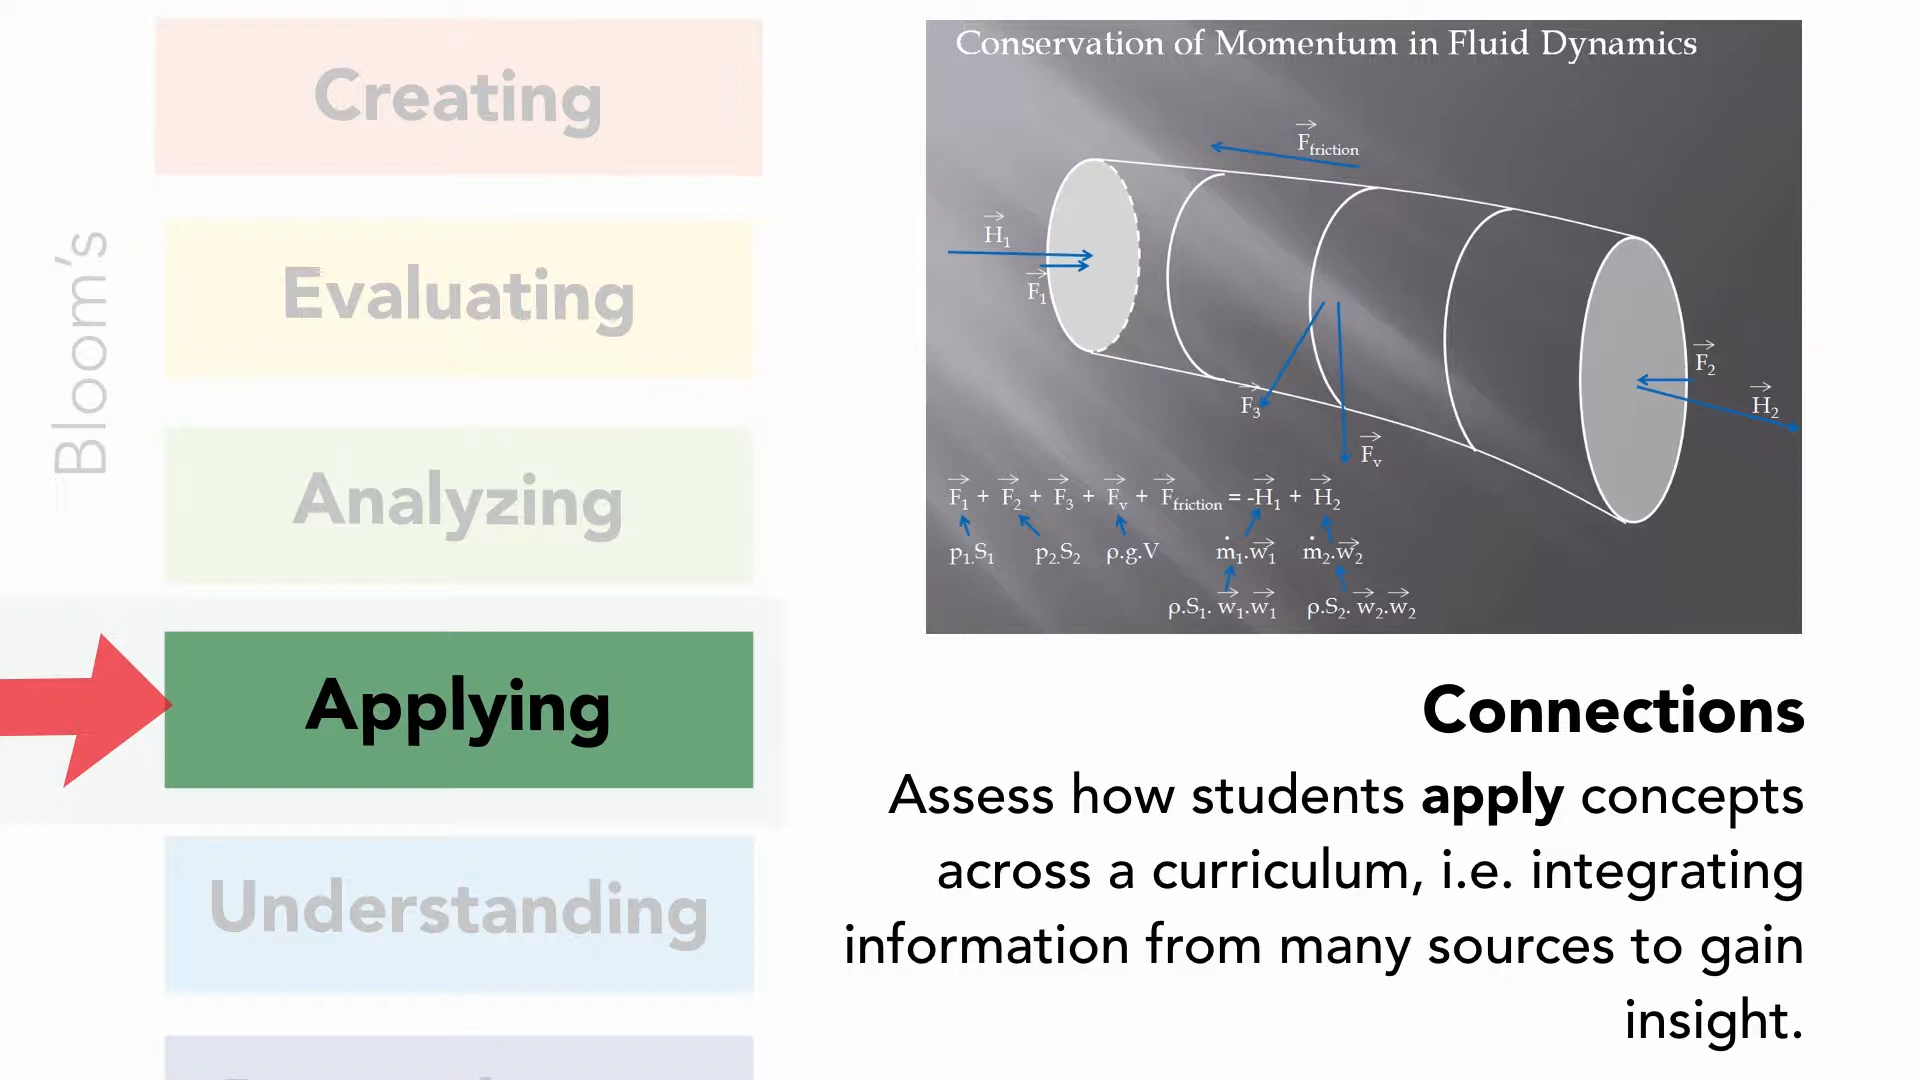 Bloom's
Creating
Evaluating
Analyzing
Applying
Understanding
Conservation of Momentum in Fluid Dynamics
F friction
H1
F1
F2
H2
F3
Fv
F1 + F2 + F3 + Fv + Ffriction = -H1 + H2
p1.S1 p2.S2 ρ.g.V ṁ1.w1 ṁ2.w2
ρ.S1. w1.w1 ρ.S2. w2.w2
Connections
Assess how students apply concepts
across a curriculum, i.e. integrating
information from many sources to gain
insight.